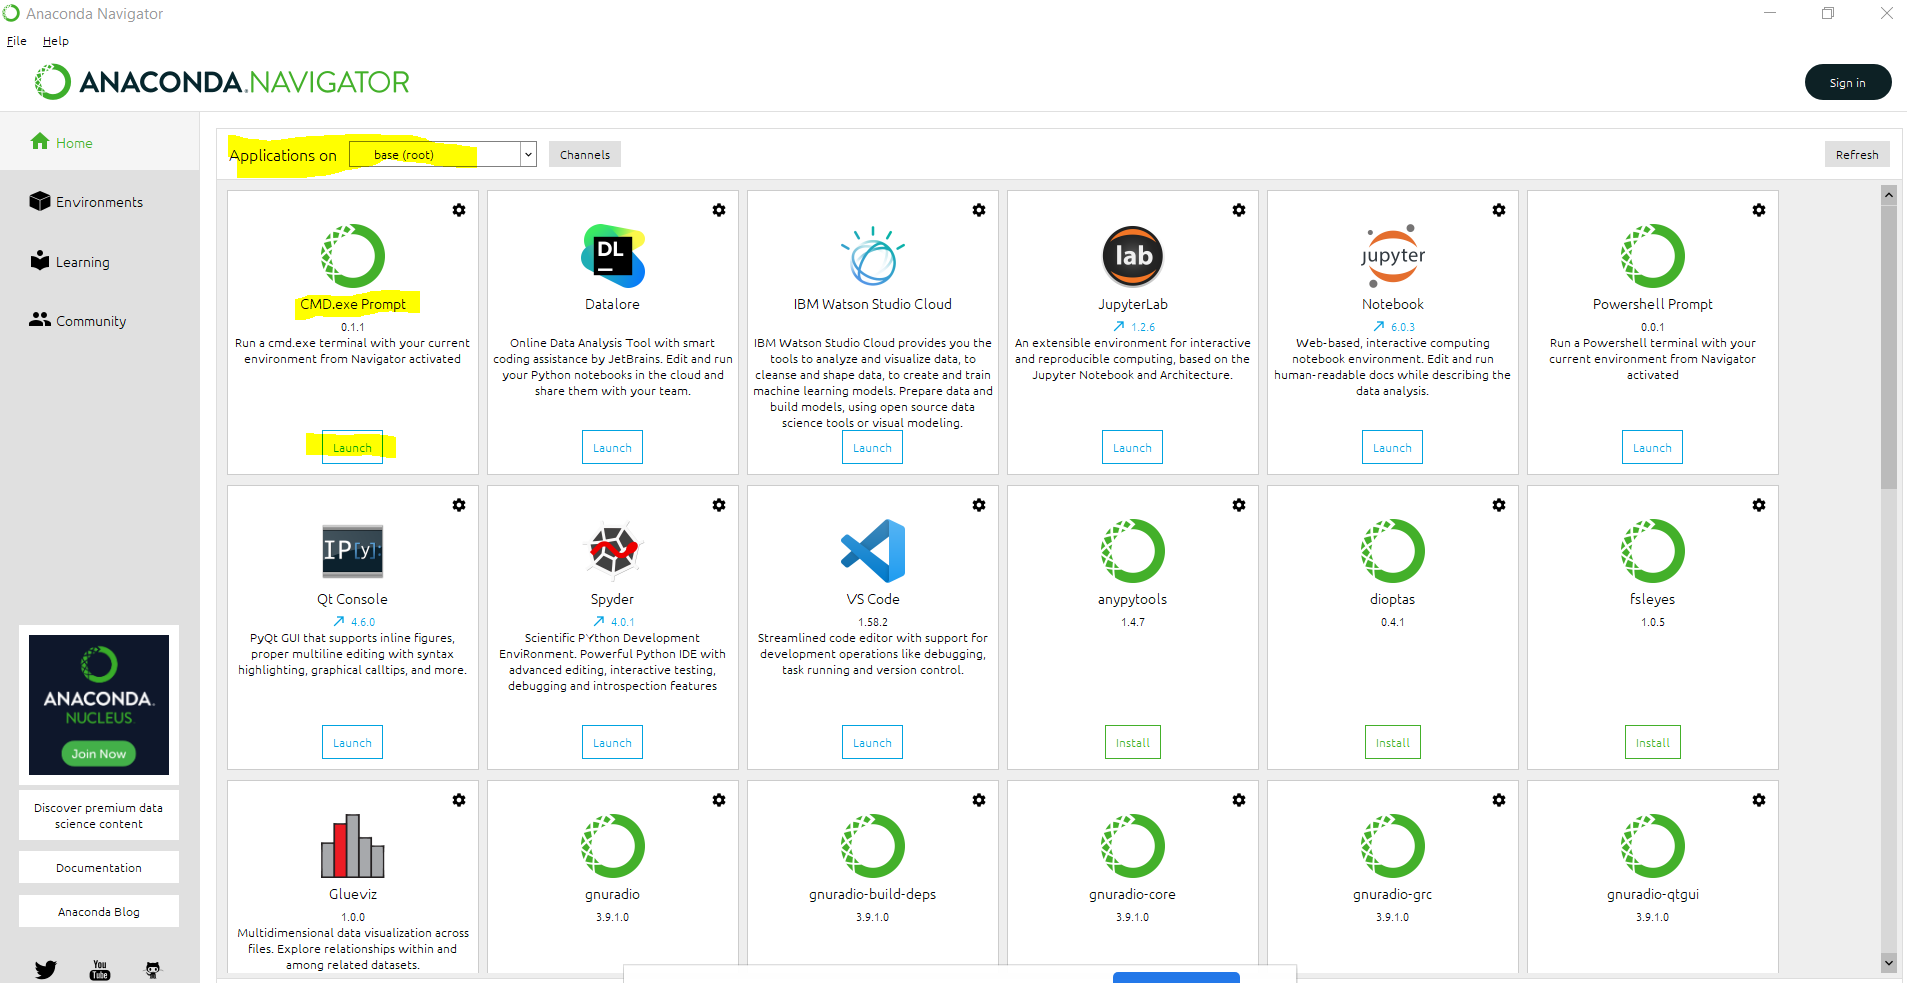 Anaconda Navigator
File Help
ANACONDA.NAVIGATOR
Sign in
Home
Environments
Learning
Community
Applications on base (root) Channels
Refresh
CMD.exe Prompt
0.1.1
Run a cmd.exe terminal with your current
environment from Navigator activated
Launch
DL
Datalore
Online Data Analysis Tool with smart
coding assistance by JetBrains. Edit and run
your Python notebooks in the cloud and
share them with your team.
Launch
IBM Watson Studio Cloud
IBM Watson Studio Cloud provides you the
tools to analyze and visualize data, to
cleanse and shape data, to create and train
machine learning models. Prepare data and
build models, using open source data
science tools or visual modeling.
Launch
lab
JupyterLab
1.2.6
An extensible environment for interactive
and reproducible computing, based on the
Jupyter Notebook and Architecture.
Launch
jupyter
Notebook
6.0.3
Web-based, interactive computing
notebook environment. Edit and run
human-readable docs while describing the
data analysis.
Launch
Powershell Prompt
0.0.1
Run a Powershell terminal with your
current environment from Navigator
activated
Launch
IP[y]:
Qt Console
4.6.0
PyQt GUI that supports inline figures,
proper multiline editing with syntax
highlighting, graphical calltips, and more.
Launch
Spyder
4.0.1
Scientific PYthon Development
EnviRonment. Powerful Python IDE with
advanced editing, interactive testing,
debugging and introspection features
Launch
VS Code
1.58.2
Streamlined code editor with support for
development operations like debugging,
task running and version control.
Launch
anypytools
1.4.7
Install
dioptas
0.4.1
Install
fsleyes
1.0.5
Install
Glueviz
1.0.0
Multidimensional data visualization across
files. Explore relationships within and
among related datasets.
gnuradio
3.9.1.0
gnuradio-build-deps
3.9.1.0
gnuradio-core
3.9.1.0
gnuradio-grc
3.9.1.0
gnuradio-qtgui
3.9.1.0
ANACONDA.
NUCLEUS
Join Now
Discover premium data
science content
Documentation
Anaconda Blog
You
Tube